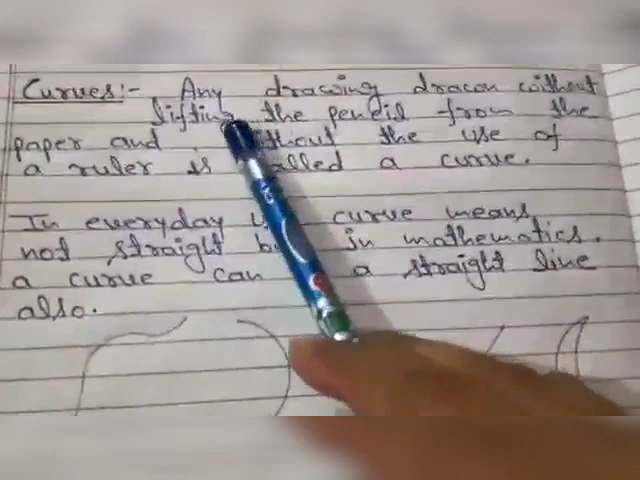 Curves:- Any drawing drawn without
lifting the pencil from the
paper and the use of
a ruler is called a curve.
In everyday curve means
not straight in mathematics.
a curve can a straight line
also.